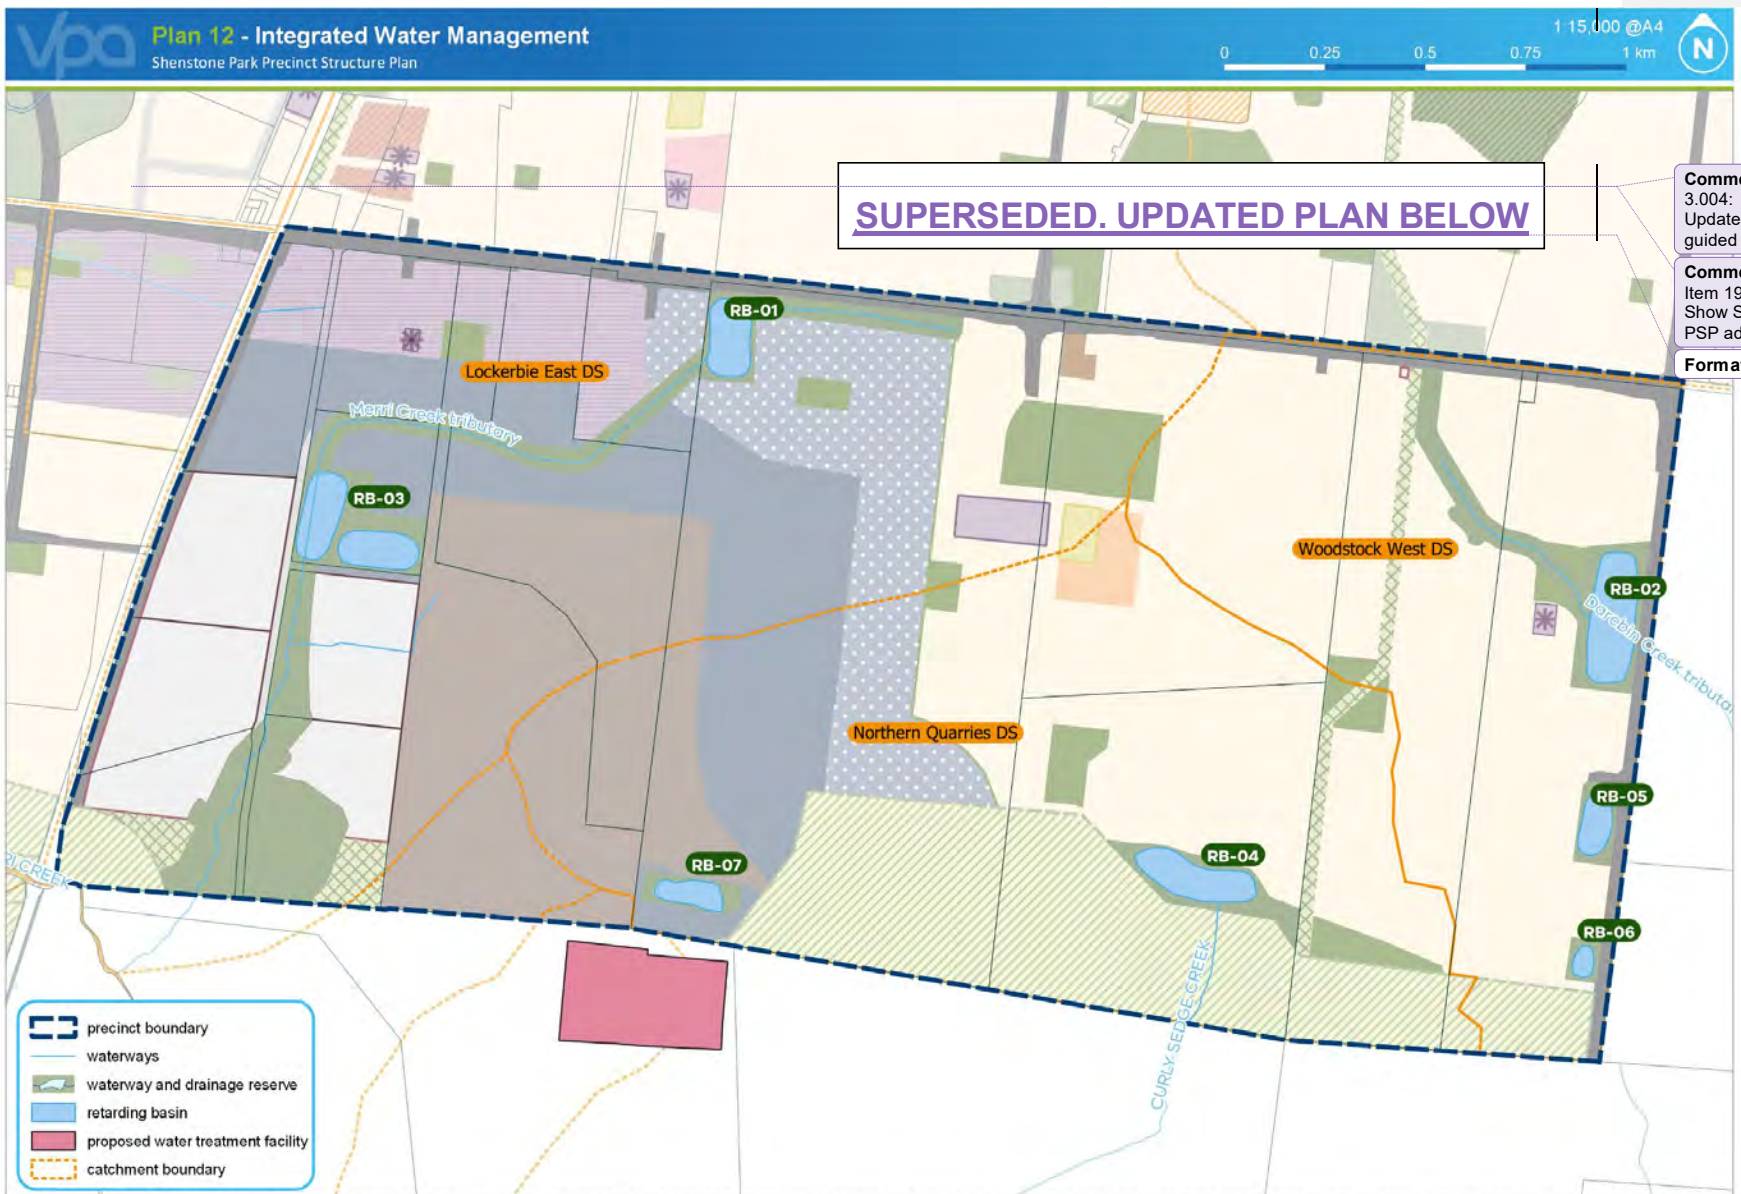 vpa
Plan 12 - Integrated Water Management
Shenstone Park Precinct Structure Plan
1:15,000 @A4
0 0.25 0.5 0.75 1 km
N
SUPERSEDED. UPDATED PLAN BELOW
3.004:
Update
guided
Item 19
Show S
PSP ad
RB-01
Lockerbie East DS
Merri Creek tributary
RB-03
Woodstock West DS
RB-02
Darebin Creek tributa
Northern Quarries DS
RB-05
RB-04
RB-07
RB-06
CREEK
CURLY SEDGE CREEK
precinct boundary
waterways
waterway and drainage reserve
retarding basin
proposed water treatment facility
catchment boundary